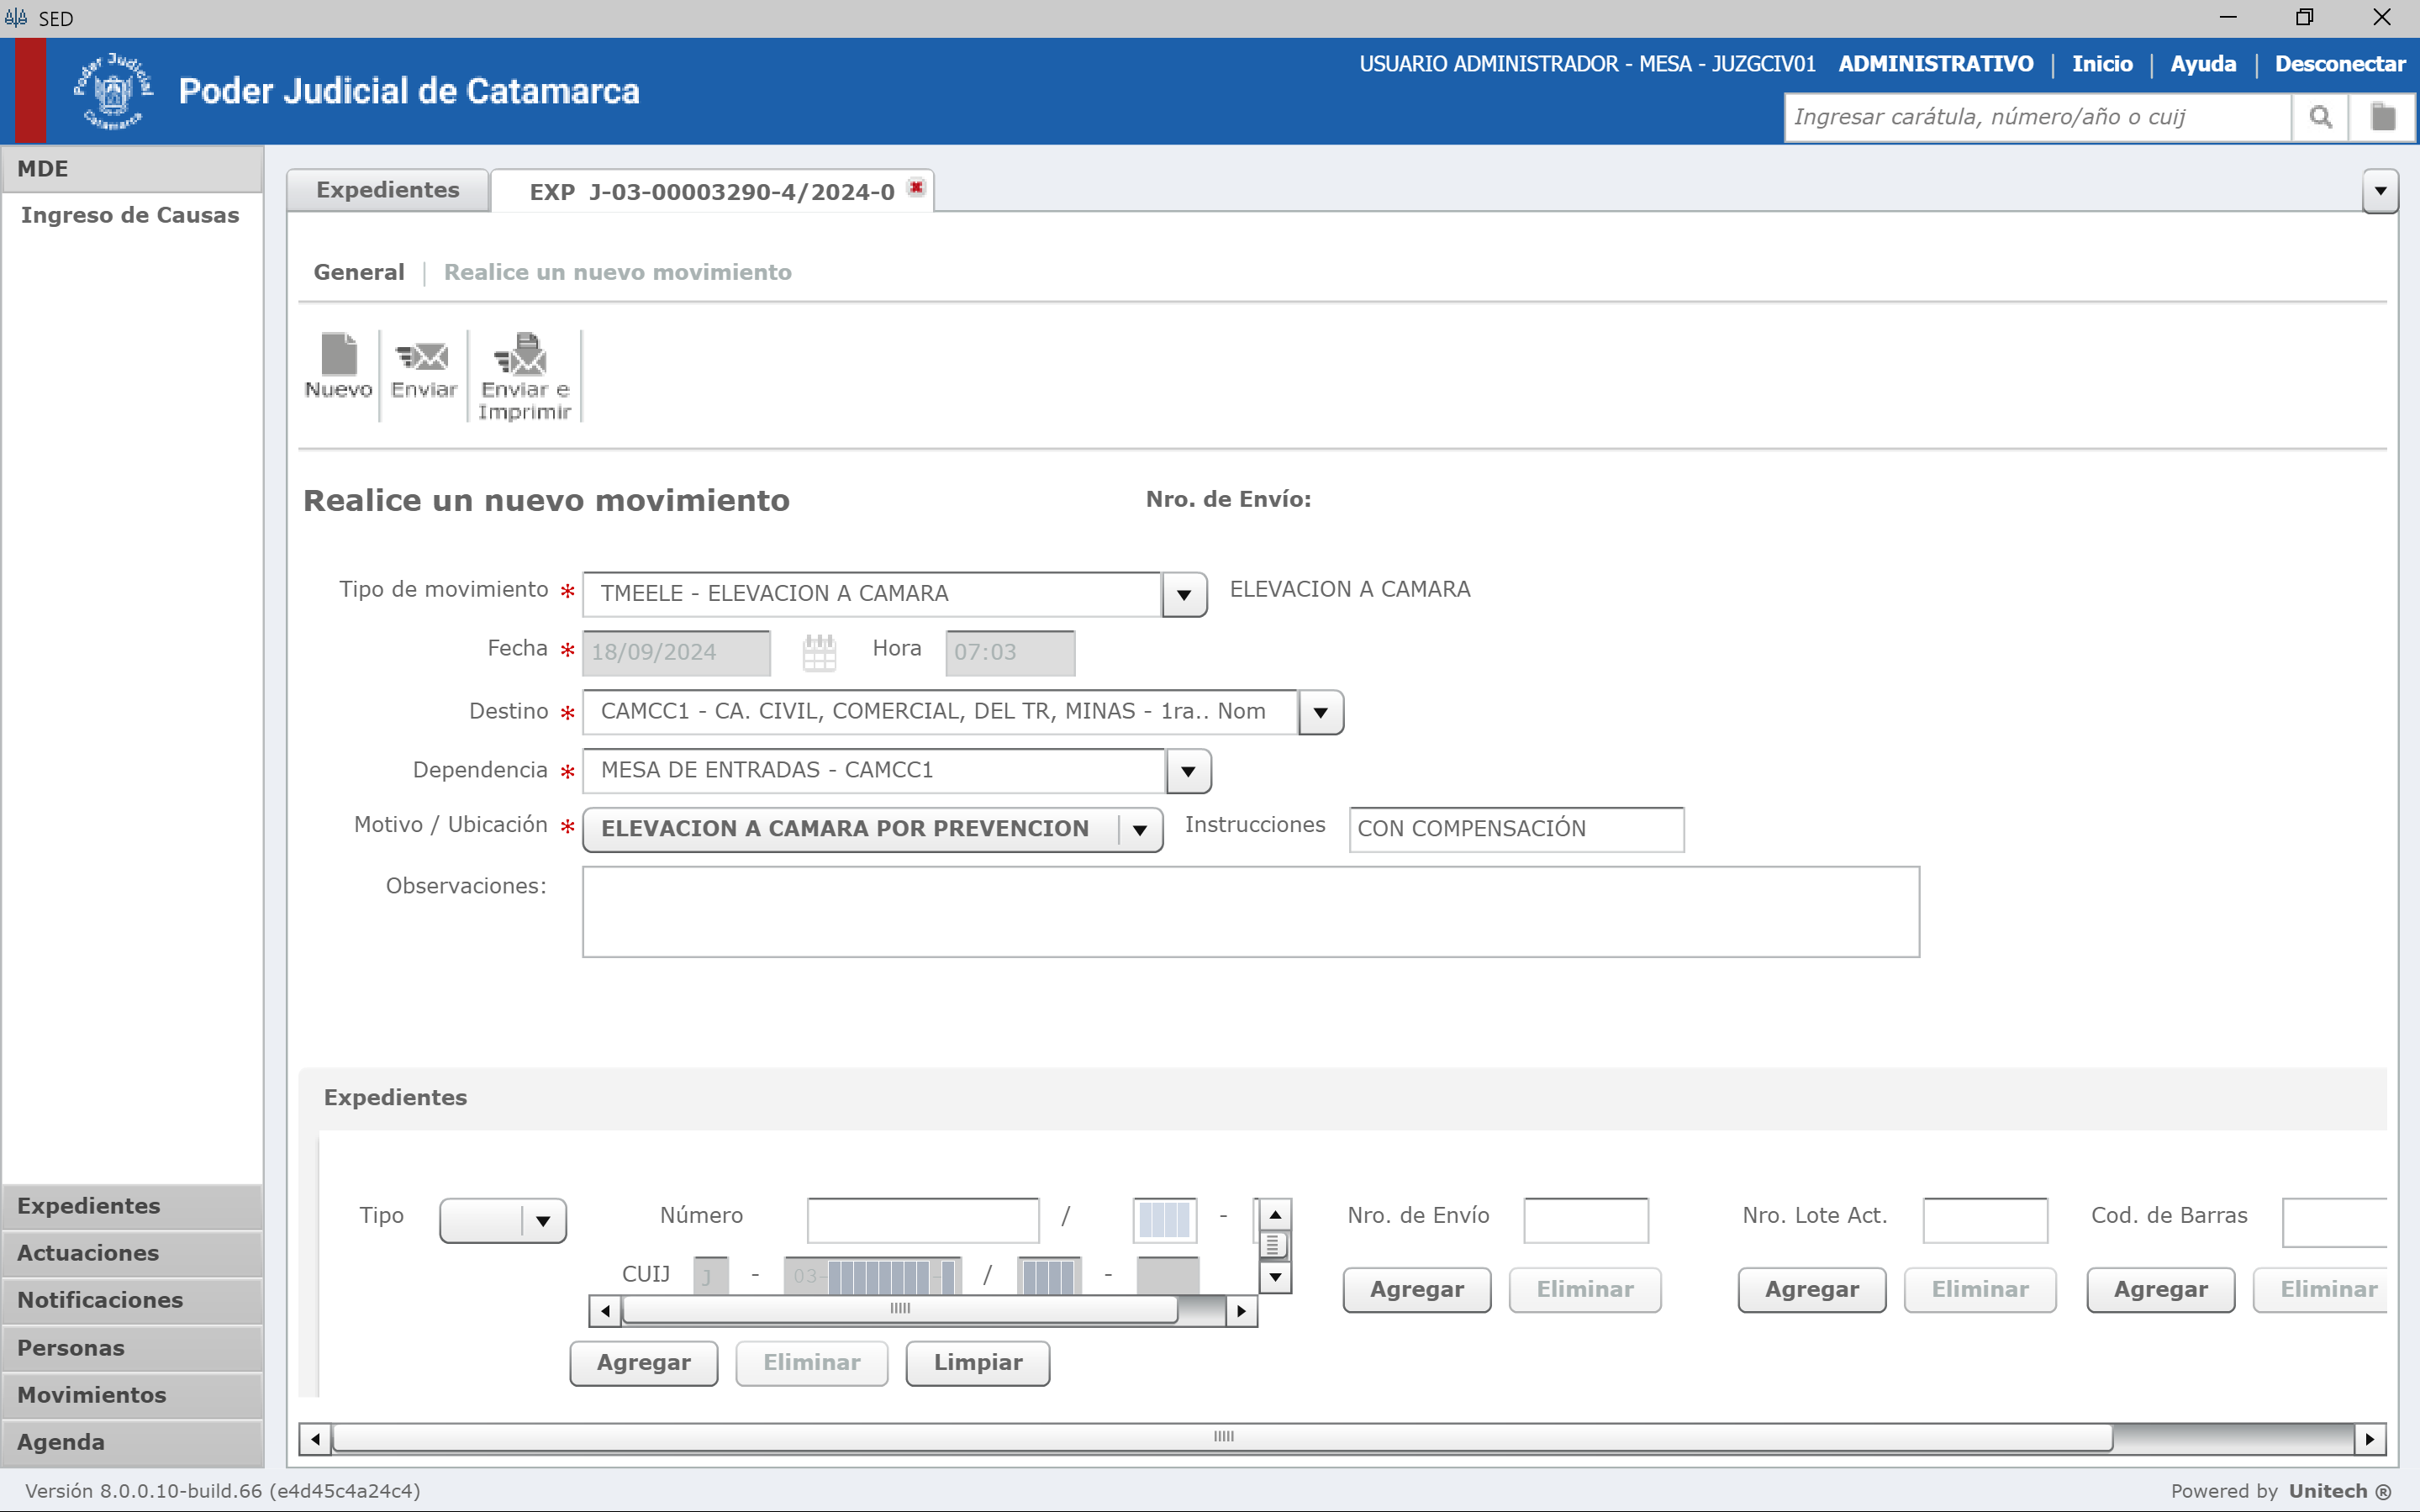 SED
Poder Judicial Catamarca
Poder Judicial de Catamarca
USUARIO ADMINISTRADOR - MESA - JUZGCIV01 ADMINISTRATIVO | Inicio | Ayuda | Desconectar
Ingresar carátula, número/año o cuij
MDE
Ingreso de Causas
Expedientes
EXP J-03-00003290-4/2024-0
General | Realice un nuevo movimiento
Nuevo
Enviar
Enviar e
Imprimir
Realice un nuevo movimiento
Nro. de Envío:
Tipo de movimiento * TMEELE - ELEVACION A CAMARA ELEVACION A CAMARA
Fecha * 18/09/2024 Hora 07:03
Destino * CAMCC1 - CA. CIVIL, COMERCIAL, DEL TR, MINAS - 1ra.. Nom
Dependencia * MESA DE ENTRADAS - CAMCC1
Motivo / Ubicación * ELEVACION A CAMARA POR PREVENCION Instrucciones CON COMPENSACIÓN
Observaciones:
Expedientes
Tipo Número / - Nro. de Envío Nro. Lote Act. Cod. de Barras
CUIJ J - 03- - / -
Agregar Eliminar Agregar Eliminar Agregar Eliminar
Agregar Eliminar Limpiar
Expedientes
Actuaciones
Notificaciones
Personas
Movimientos
Agenda
Versión 8.0.0.10-build.66 (e4d45c4a24c4)
Powered by Unitech ®